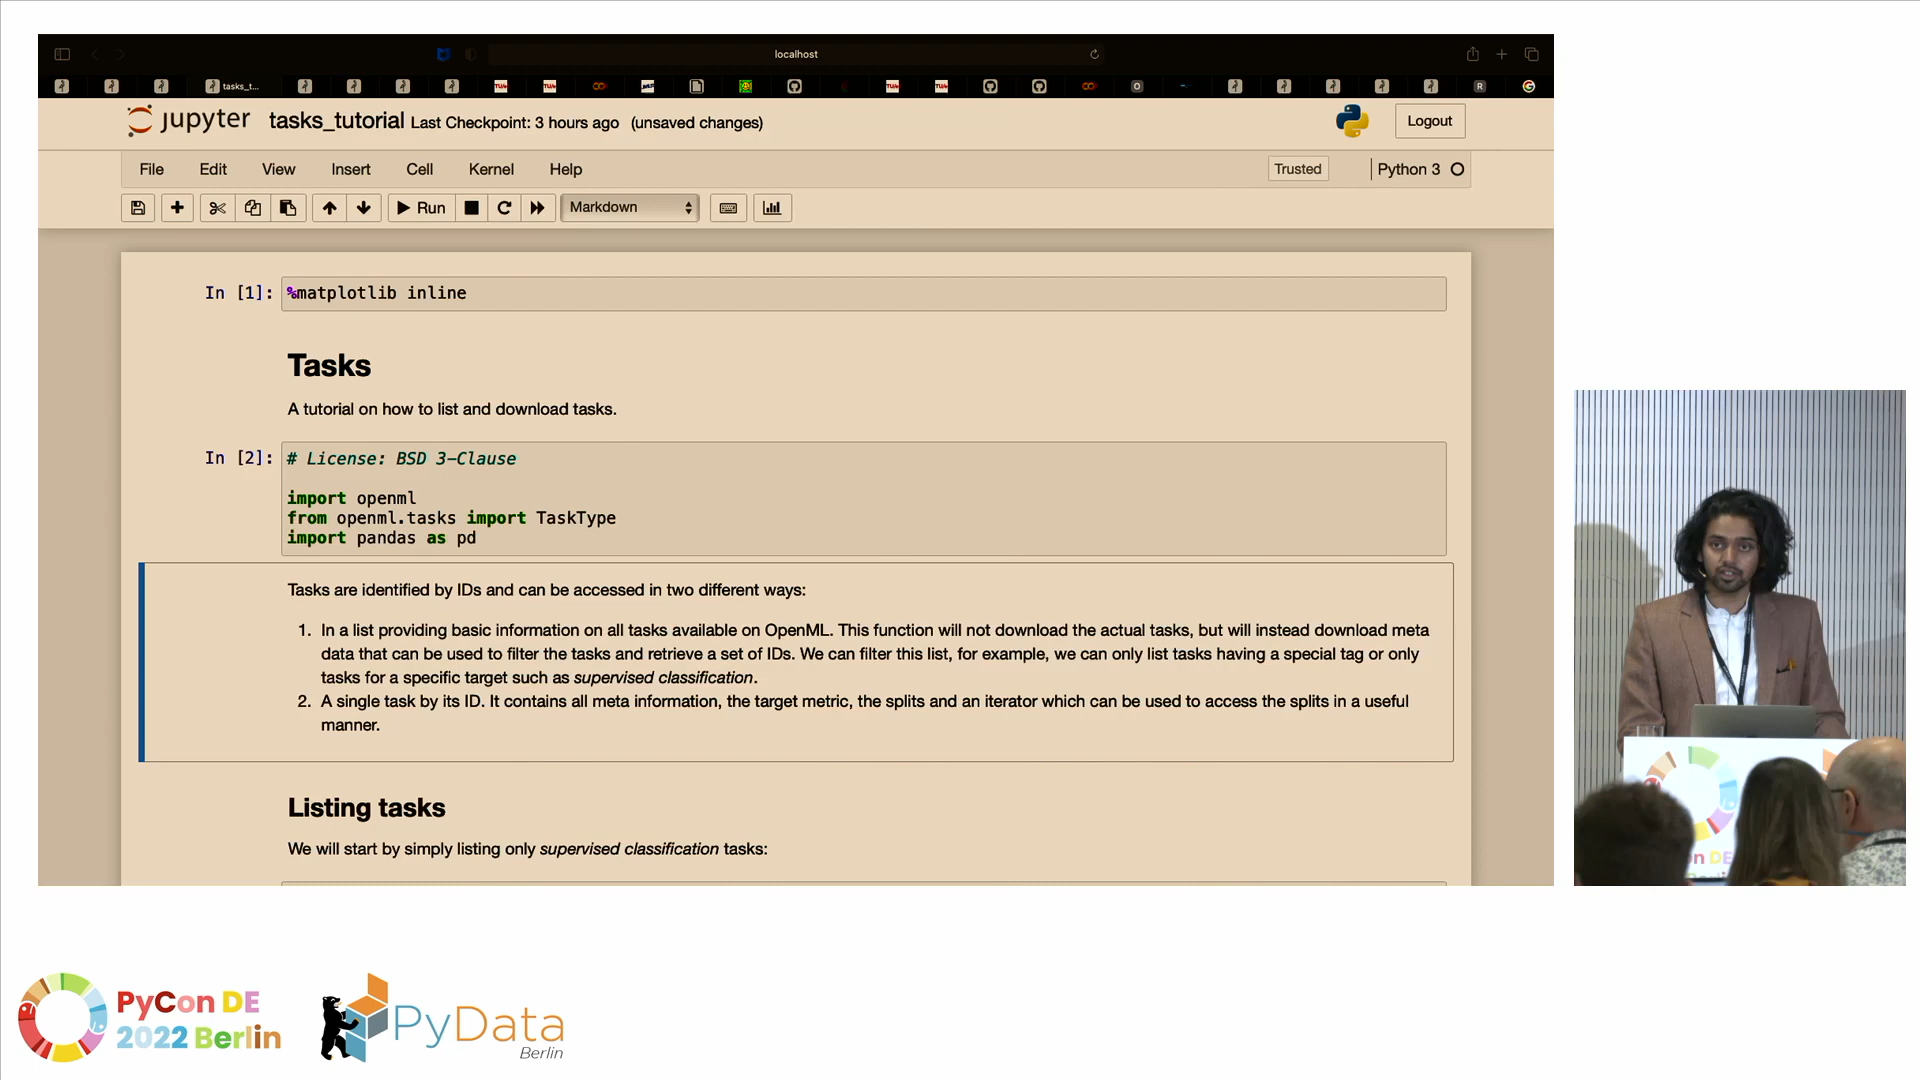 localhost
tasks_t...
jupyter tasks_tutorial Last Checkpoint: 3 hours ago (unsaved changes)
Logout
File Edit View Insert Cell Kernel Help
Trusted
Python 3
Run
Markdown
In [1]: %matplotlib inline
Tasks
A tutorial on how to list and download tasks.
In [2]: # License: BSD 3-Clause
import openml
from openml.tasks import TaskType
import pandas as pd
Tasks are identified by IDs and can be accessed in two different ways:
1. In a list providing basic information on all tasks available on OpenML. This function will not download the actual tasks, but will instead download meta
data that can be used to filter the tasks and retrieve a set of IDs. We can filter this list, for example, we can only list tasks having a special tag or only
tasks for a specific target such as supervised classification.
2. A single task by its ID. It contains all meta information, the target metric, the splits and an iterator which can be used to access the splits in a useful
manner.
Listing tasks
We will start by simply listing only supervised classification tasks:
PyCon DE
2022 Berlin
PyData
Berlin